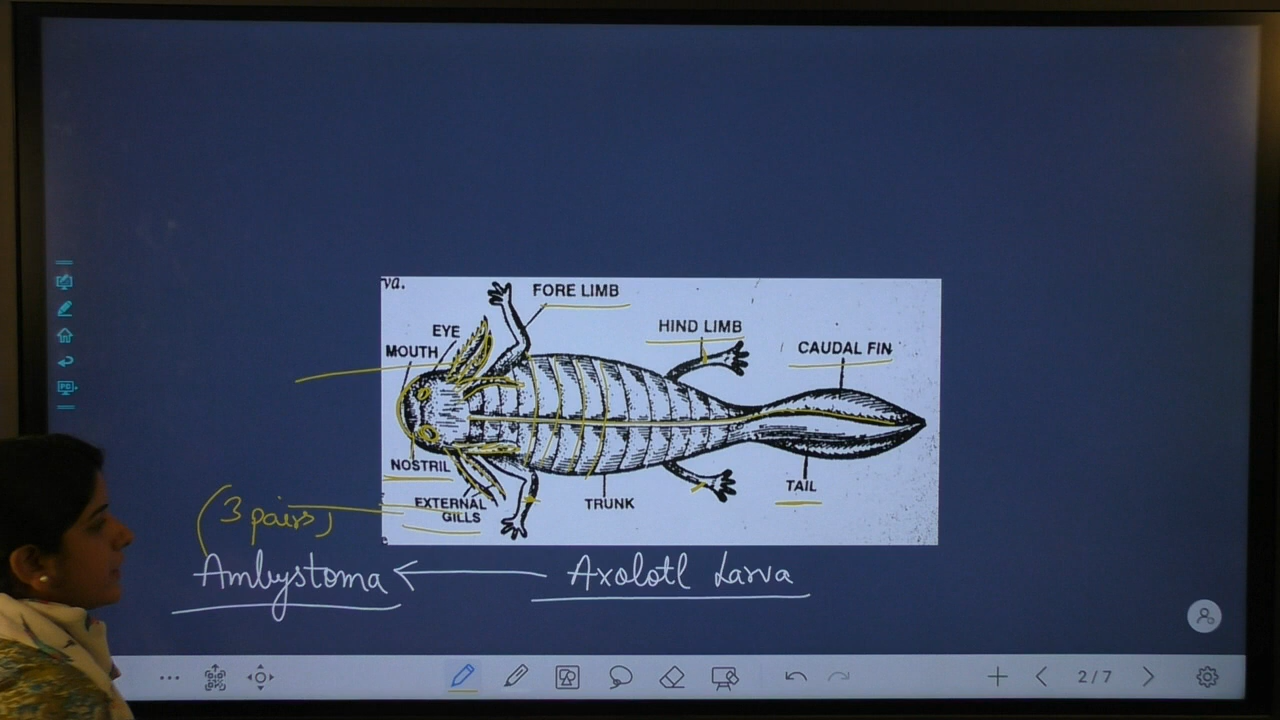 va.
FORE LIMB
EYE
HIND LIMB
MOUTH
CAUDAL FIN
NOSTRIL
EXTERNAL
GILLS
TRUNK
TAIL
(3 pairs)
Ambystoma ← Axolotl Larva
2/7